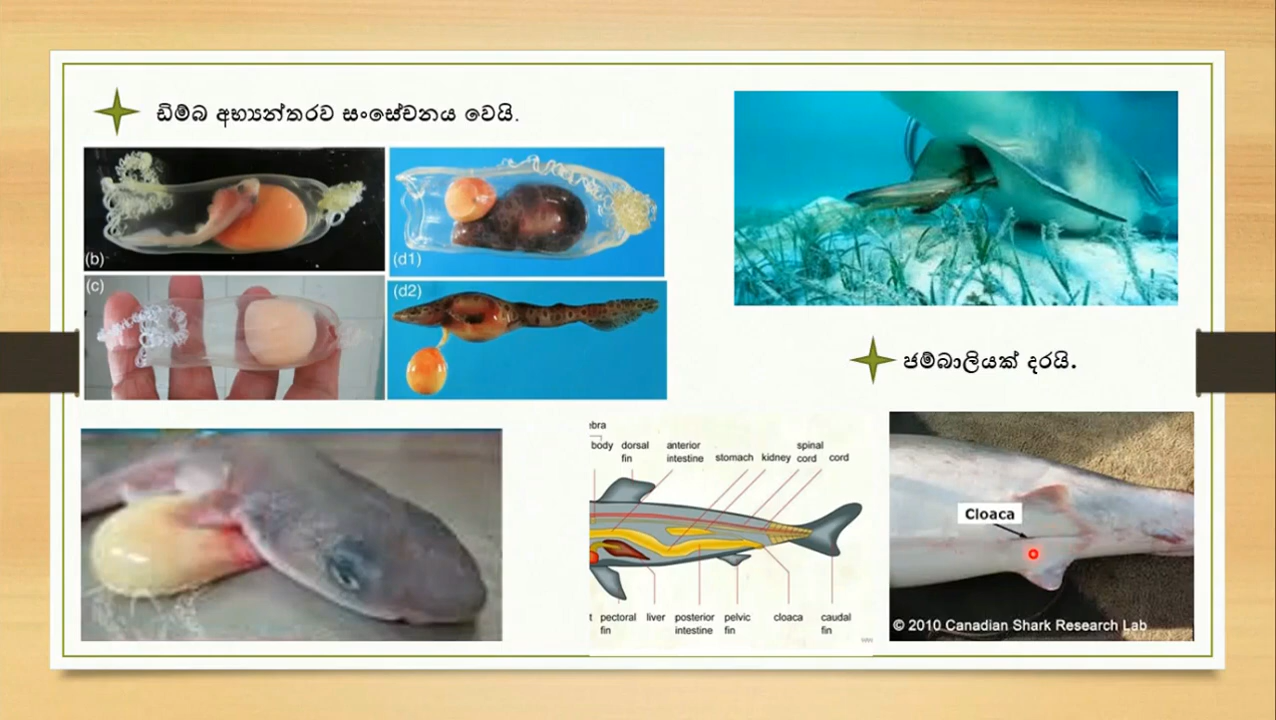 ඩිම්බ අභ්‍යන්තරව සංසේචනය වෙයි.
(b)
(d1)
(c)
(d2)
ජම්බාලියක් දරයි.
body dorsal fin
anterior intestine
stomach
kidney
spinal cord
cord
pectoral fin
liver
posterior intestine
pelvic fin
cloaca
caudal fin
Cloaca
© 2010 Canadian Shark Research Lab